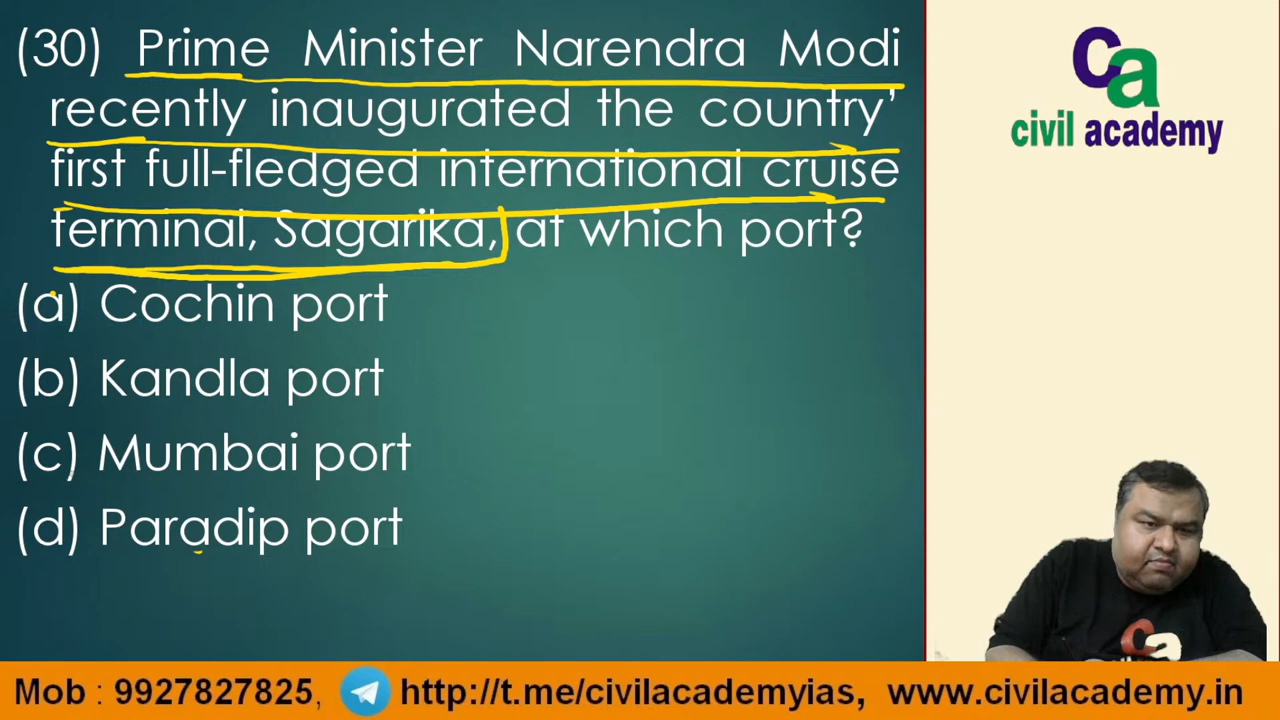 (30) Prime Minister Narendra Modi
recently inaugurated the country’
first full-fledged international cruise
terminal, Sagarika, at which port?
(a) Cochin port
(b) Kandla port
(c) Mumbai port
(d) Paradip port
ca
civil academy
ca
Mob : 9927827825, http://t.me/civilacademyias, www.civilacademy.in